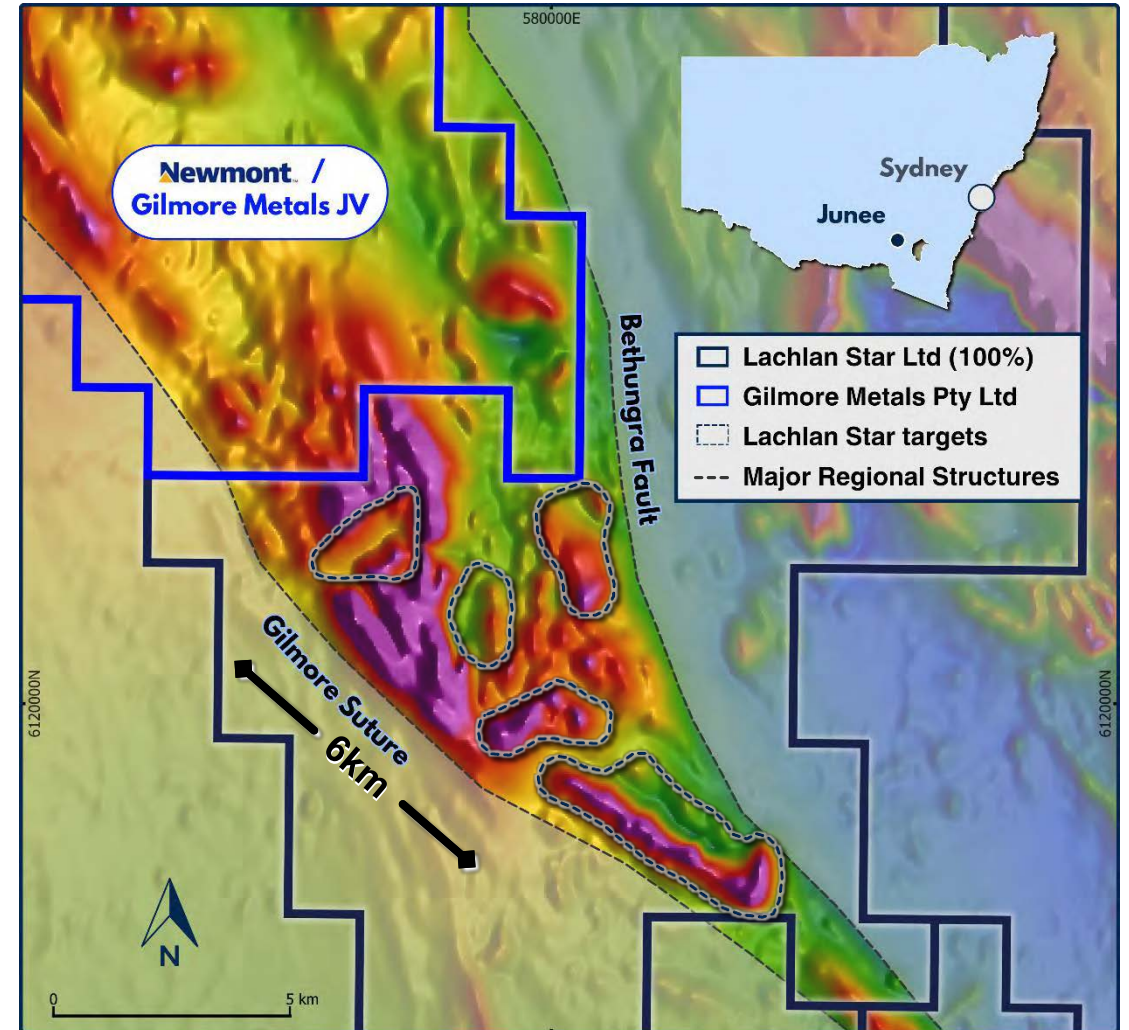 580000E
Newmont™ /
Gilmore Metals JV
Sydney
Junee
Bethungra Fault
Lachlan Star Ltd (100%)
Gilmore Metals Pty Ltd
Lachlan Star targets
Major Regional Structures
Gilmore Suture
6km
6120000N
6120000N
N
0
5 km